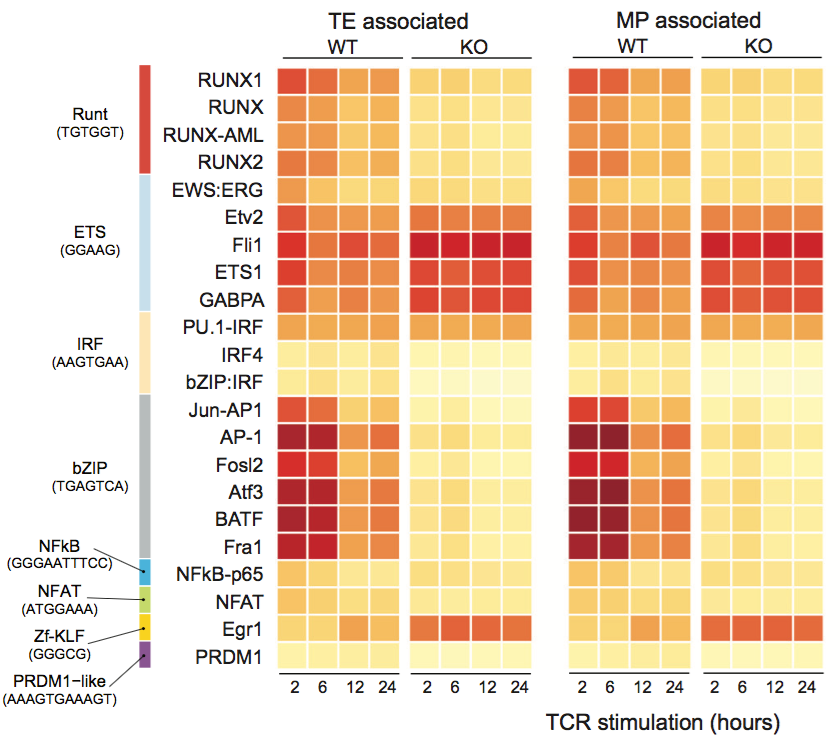 TE associated
MP associated
WT
KO
WT
KO
Runt
(TGTGGT)
ETS
(GGAAG)
IRF
(AAGTGAA)
bZIP
(TGAGTCA)
NFkB
(GGGAATTTCC)
NFAT
(ATGGAAA)
Zf-KLF
(GGGCG)
PRDM1−like
(AAAGTGAAAGT)
RUNX1
RUNX
RUNX-AML
RUNX2
EWS:ERG
Etv2
Fli1
ETS1
GABPA
PU.1-IRF
IRF4
bZIP:IRF
Jun-AP1
AP-1
Fosl2
Atf3
BATF
Fra1
NFkB-p65
NFAT
Egr1
PRDM1
2 6 12 24 2 6 12 24 2 6 12 24 2 6 12 24
TCR stimulation (hours)